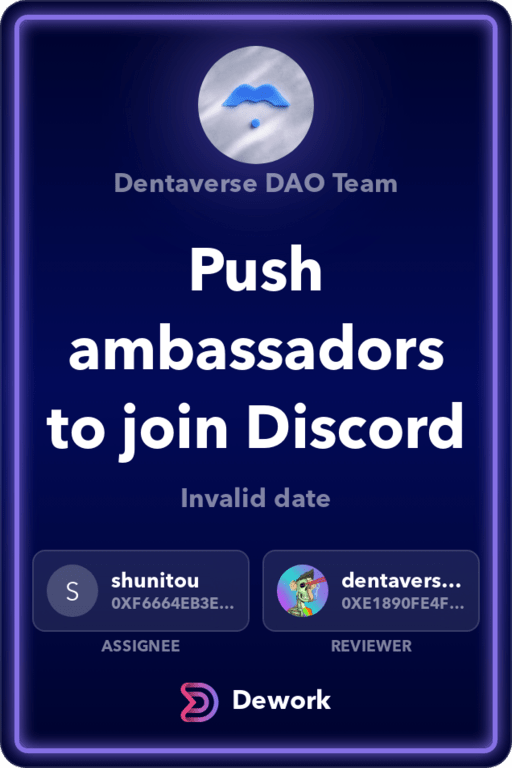 Dentaverse DAO Team
Push
ambassadors
to join Discord
Invalid date
S
shunitou
0XF6664EB3E...
ASSIGNEE
dentavers...
0XE1890FE4F...
REVIEWER
Dework